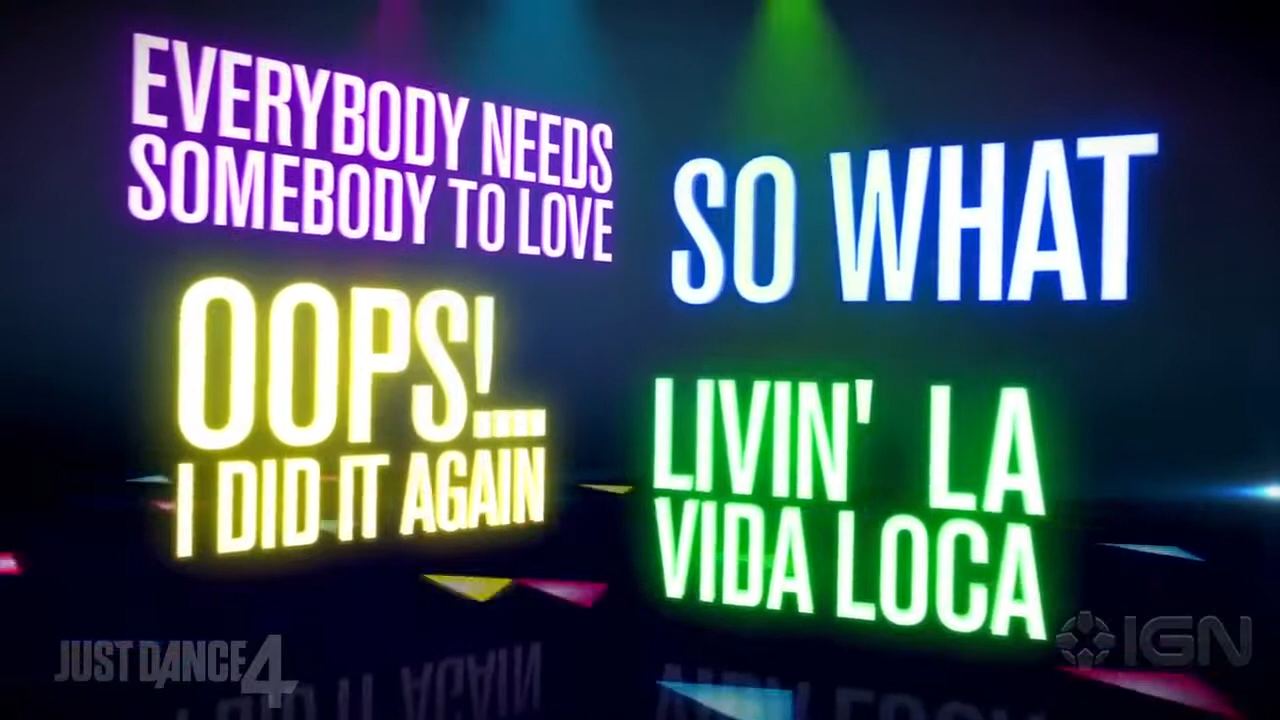 EVERYBODY NEEDS
SOMEBODY TO LOVE
SO WHAT
OOPS!...
I DID IT AGAIN
LIVIN' LA
VIDA LOCA
JUST DANCE 4
IGN